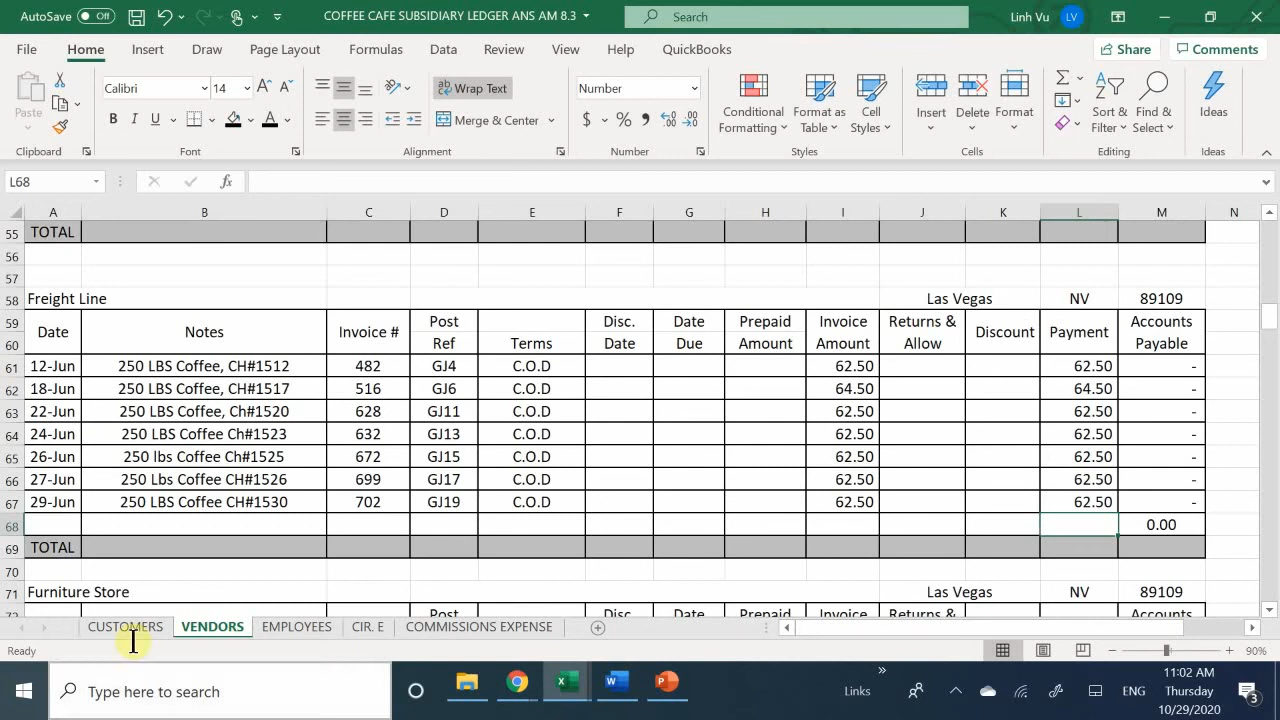 AutoSave Off COFFEE CAFE SUBSIDIARY LEDGER ANS AM 8.3 Search Linh Vu LV
File Home Insert Draw Page Layout Formulas Data Review View Help QuickBooks Share Comments
Calibri 14 Wrap Text Number
Paste B I U Merge & Center $ % Conditional Formatting Format as Table Cell Styles Insert Delete Format Sort & Filter Find & Select Ideas
Clipboard Font Alignment Number Styles Cells Editing Ideas
L68 fx
A B C D E F G H I J K L M N
55 TOTAL
56
57
58 Freight Line Las Vegas NV 89109
59 Date Notes Invoice # Post Disc. Date Prepaid Invoice Returns & Discount Payment Accounts
60 Ref Terms Date Due Amount Amount Allow Payable
61 12-Jun 250 LBS Coffee, CH#1512 482 GJ4 C.O.D 62.50 62.50 -
62 18-Jun 250 LBS Coffee, CH#1517 516 GJ6 C.O.D 64.50 64.50 -
63 22-Jun 250 LBS Coffee, Ch#1520 628 GJ11 C.O.D 62.50 62.50 -
64 24-Jun 250 LBS Coffee Ch#1523 632 GJ13 C.O.D 62.50 62.50 -
65 26-Jun 250 lbs Coffee Ch#1525 672 GJ15 C.O.D 62.50 62.50 -
66 27-Jun 250 Lbs Coffee CH#1526 699 GJ17 C.O.D 62.50 62.50 -
67 29-Jun 250 LBS Coffee CH#1530 702 GJ19 C.O.D 62.50 62.50 -
68 0.00
69 TOTAL
70
71 Furniture Store Las Vegas NV 89109
72 Post Disc. Date Prepaid Invoice Returns & Accounts
CUSTOMERS VENDORS EMPLOYEES CIR. E COMMISSIONS EXPENSE
Ready 90%
Type here to search Links ENG 11:02 AM
Thursday
10/29/2020 3